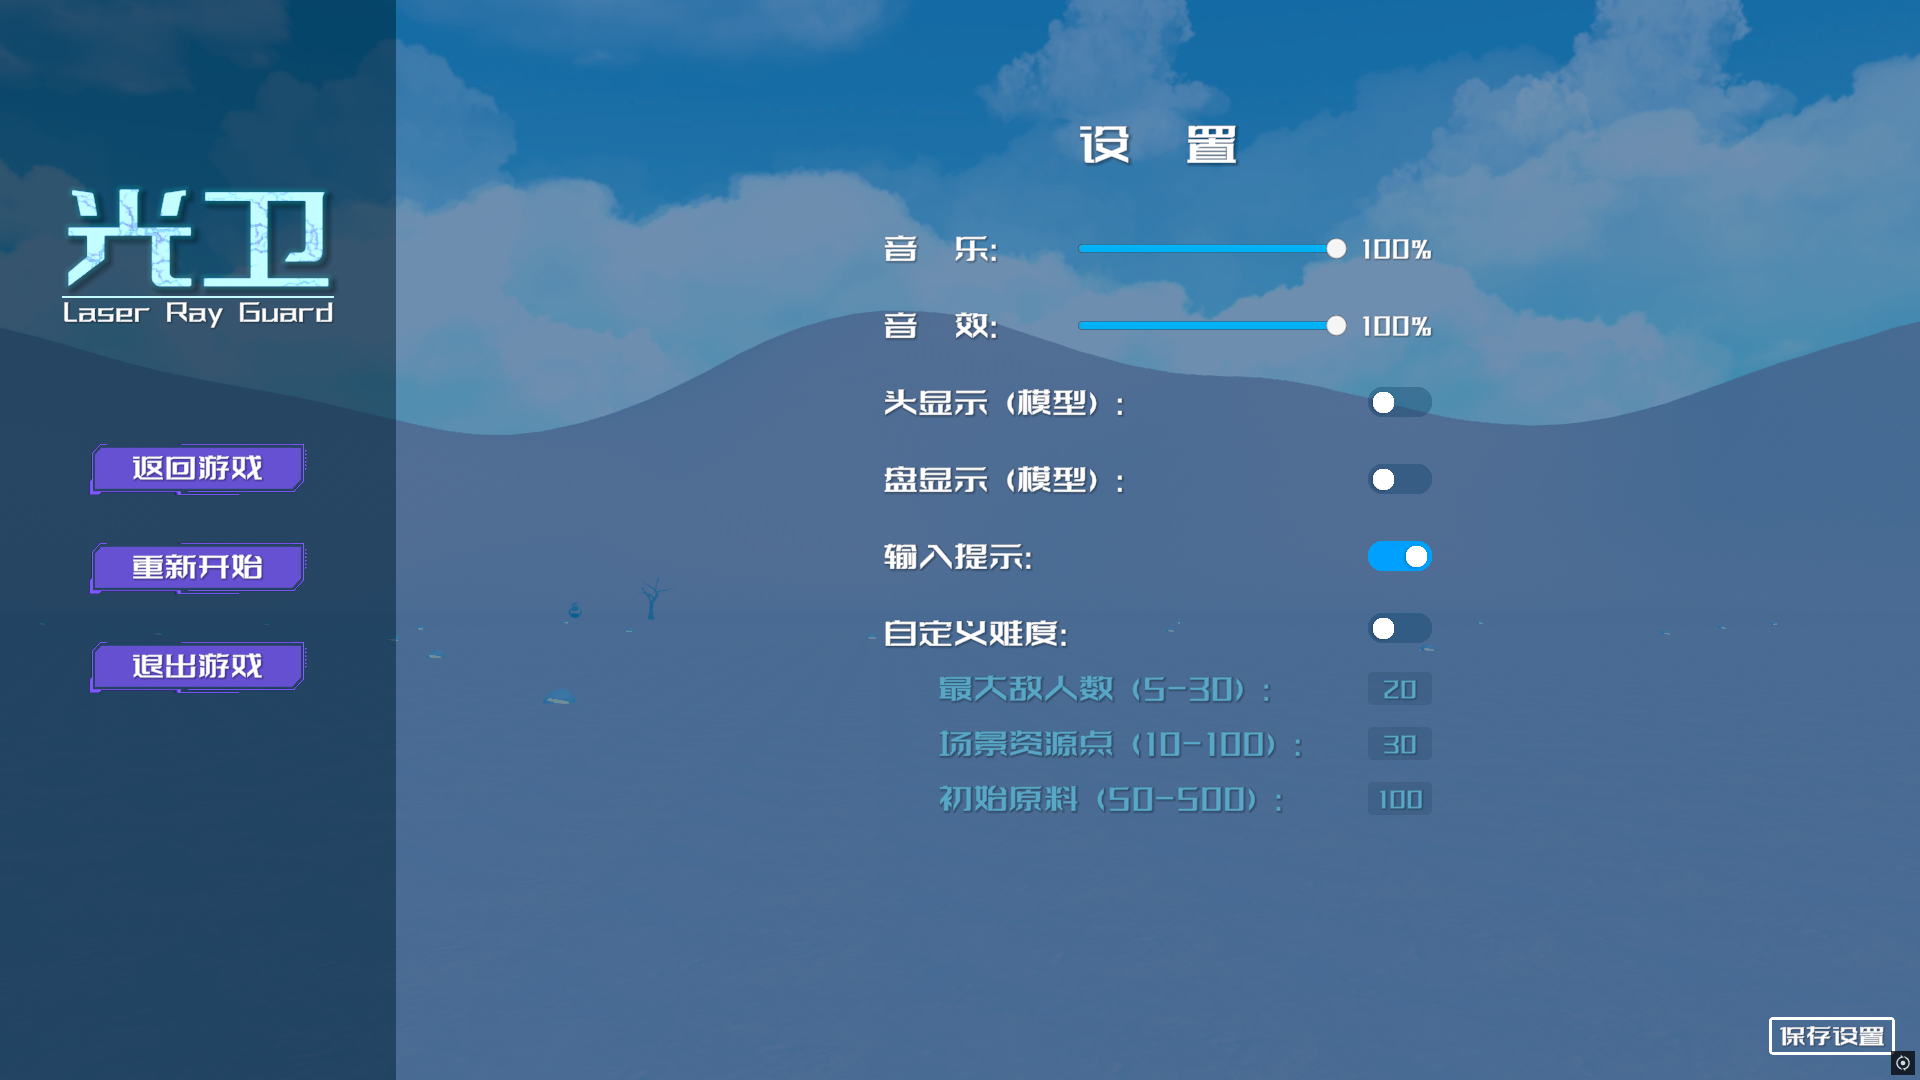 光卫
Laser Ray Guard
返回游戏
重新开始
退出游戏
设 置
音 乐: 100%
音 效: 100%
头显示（模型）:
盘显示（模型）:
输入提示:
自定义难度:
最大敌人数（5-30）: 20
场景资源点（10-100）: 30
初始原料（50-500）: 100
保存设置